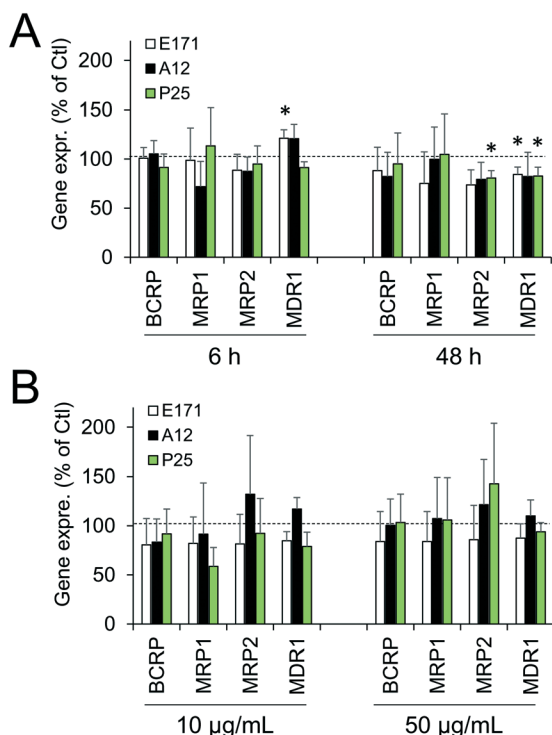 A
Gene expr. (% of Ctl)
200
150
100
50
0
E171
A12
P25
*
* * *
BCRP
MRP1
MRP2
MDR1
BCRP
MRP1
MRP2
MDR1
6 h
48 h
B
Gene expre. (% of Ctl)
200
150
100
50
0
E171
A12
P25
BCRP
MRP1
MRP2
MDR1
BCRP
MRP1
MRP2
MDR1
10 µg/mL
50 µg/mL